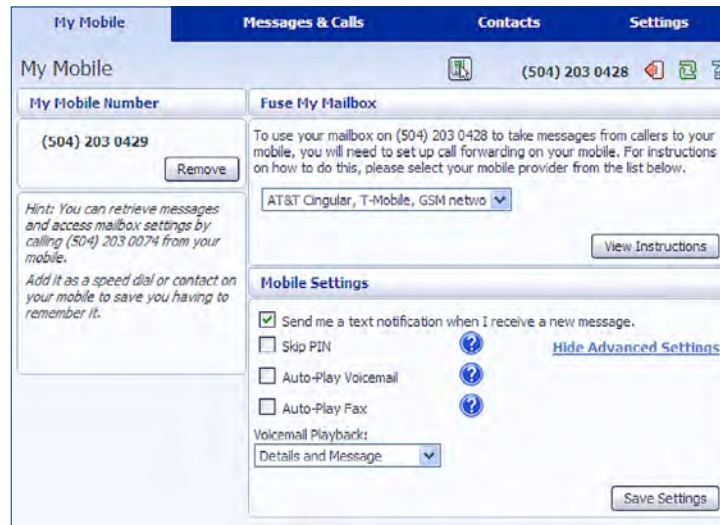 My Mobile
Messages & Calls
Contacts
Settings
My Mobile
(504) 203 0428
My Mobile Number
(504) 203 0429
Remove
Hint: You can retrieve messages
and access mailbox settings by
calling (504) 203 0074 from your
mobile.
Add it as a speed dial or contact on
your mobile to save you having to
remember it.
Fuse My Mailbox
To use your mailbox on (504) 203 0428 to take messages from callers to your
mobile, you will need to set up call forwarding on your mobile. For instructions
on how to do this, please select your mobile provider from the list below.
AT&T Cingular, T-Mobile, GSM netwo
View Instructions
Mobile Settings
Send me a text notification when I receive a new message.
Skip PIN
Hide Advanced Settings
Auto-Play Voicemail
Auto-Play Fax
Voicemail Playback:
Details and Message
Save Settings